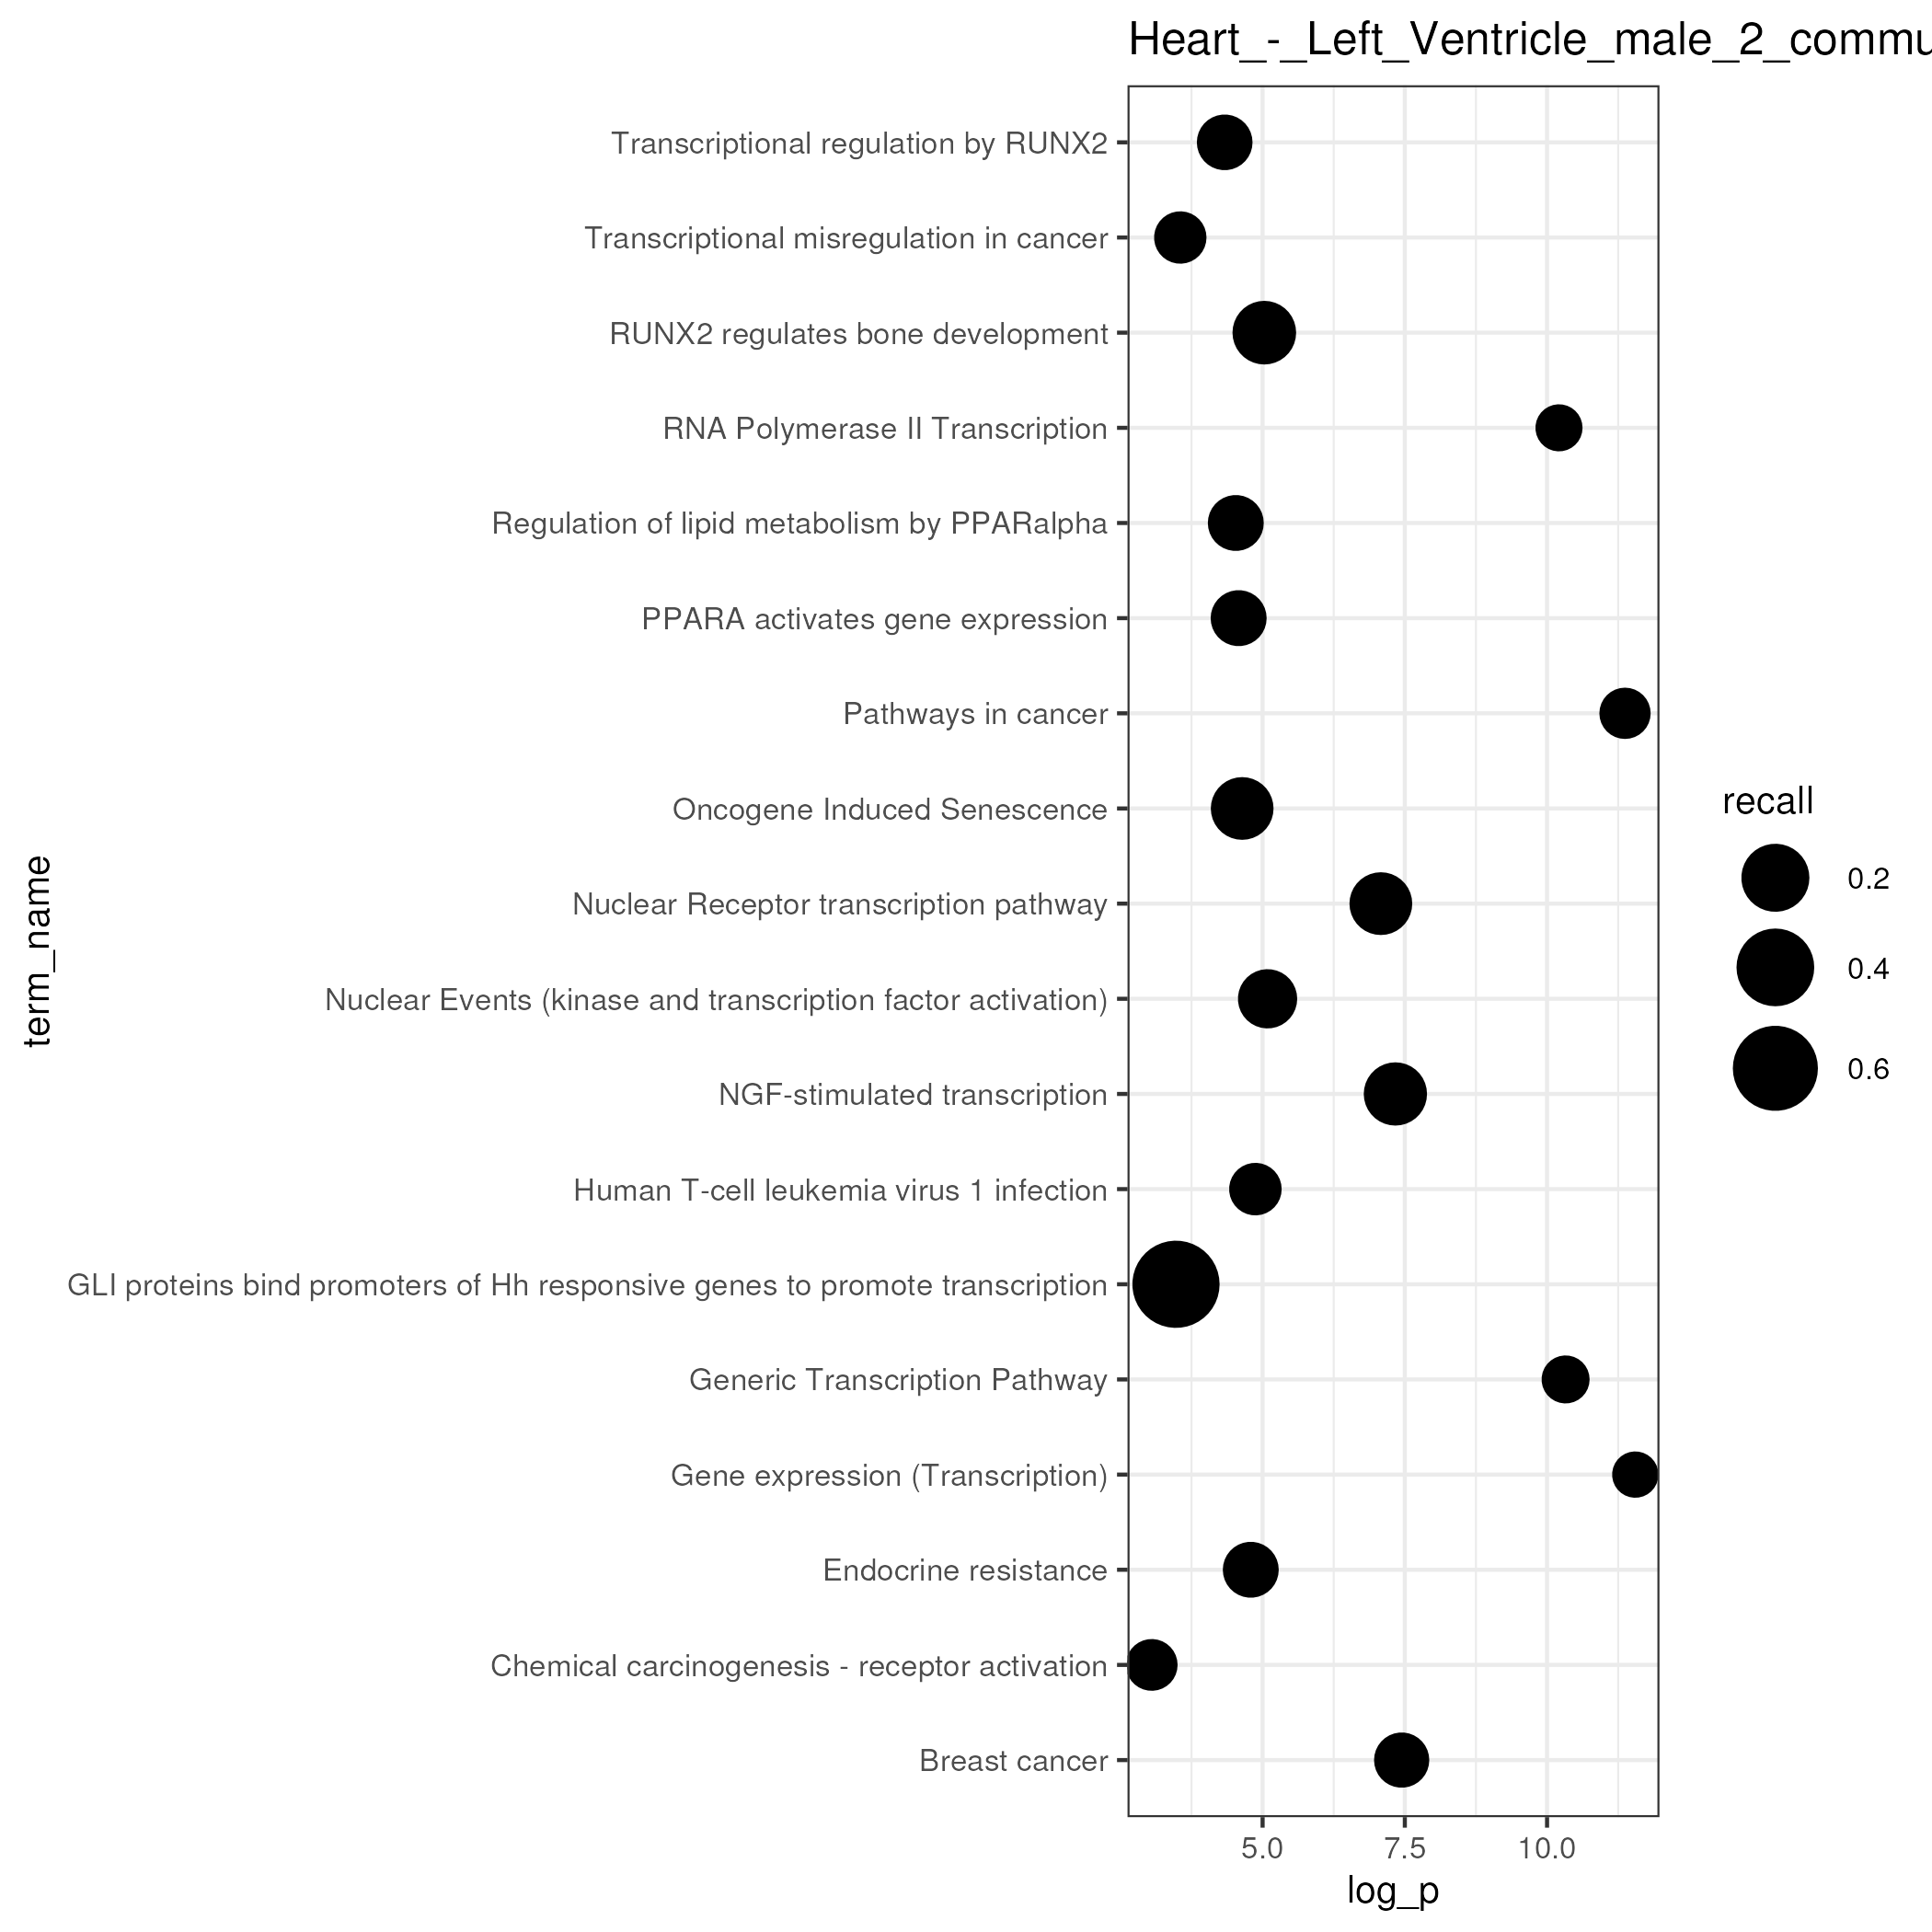 Heart_-_Left_Ventricle_male_2_commu
Transcriptional regulation by RUNX2
Transcriptional misregulation in cancer
RUNX2 regulates bone development
RNA Polymerase II Transcription
Regulation of lipid metabolism by PPARalpha
PPARA activates gene expression
Pathways in cancer
Oncogene Induced Senescence
Nuclear Receptor transcription pathway
Nuclear Events (kinase and transcription factor activation)
NGF-stimulated transcription
Human T-cell leukemia virus 1 infection
GLI proteins bind promoters of Hh responsive genes to promote transcription
Generic Transcription Pathway
Gene expression (Transcription)
Endocrine resistance
Chemical carcinogenesis - receptor activation
Breast cancer
term_name
5.0 7.5 10.0
log_p
recall
0.2
0.4
0.6